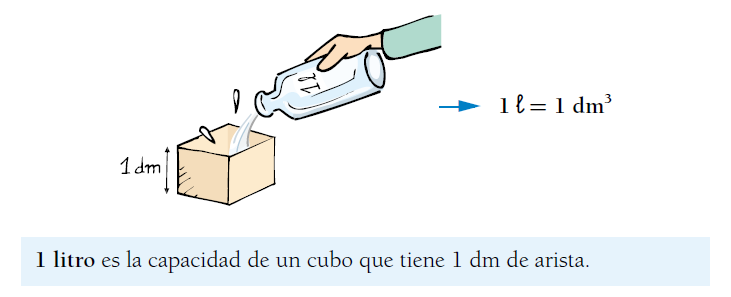 1 ℓ
1 ℓ = 1 dm³
1 dm
1 litro es la capacidad de un cubo que tiene 1 dm de arista.